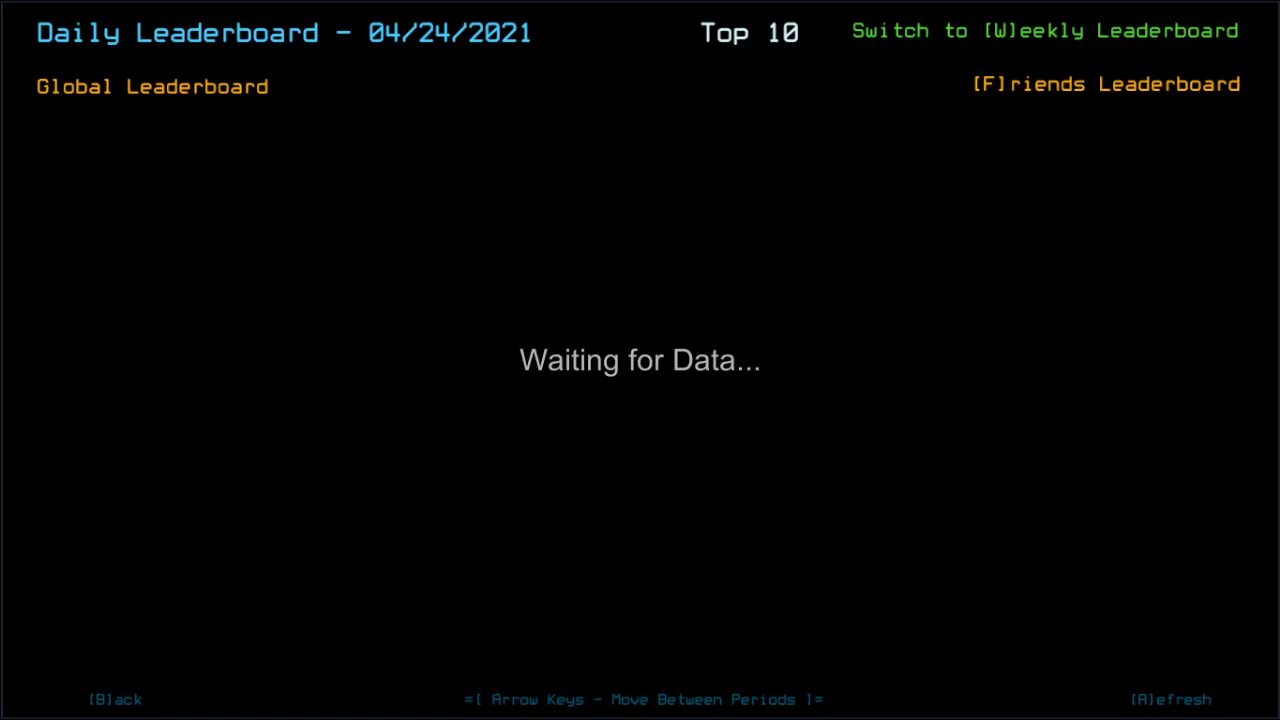 Daily Leaderboard - 04/24/2021
Top 10
Switch to [W]eekly Leaderboard
Global Leaderboard
[F]riends Leaderboard
Waiting for Data...
[B]ack
=[ Arrow Keys - Move Between Periods ]=
[R]efresh